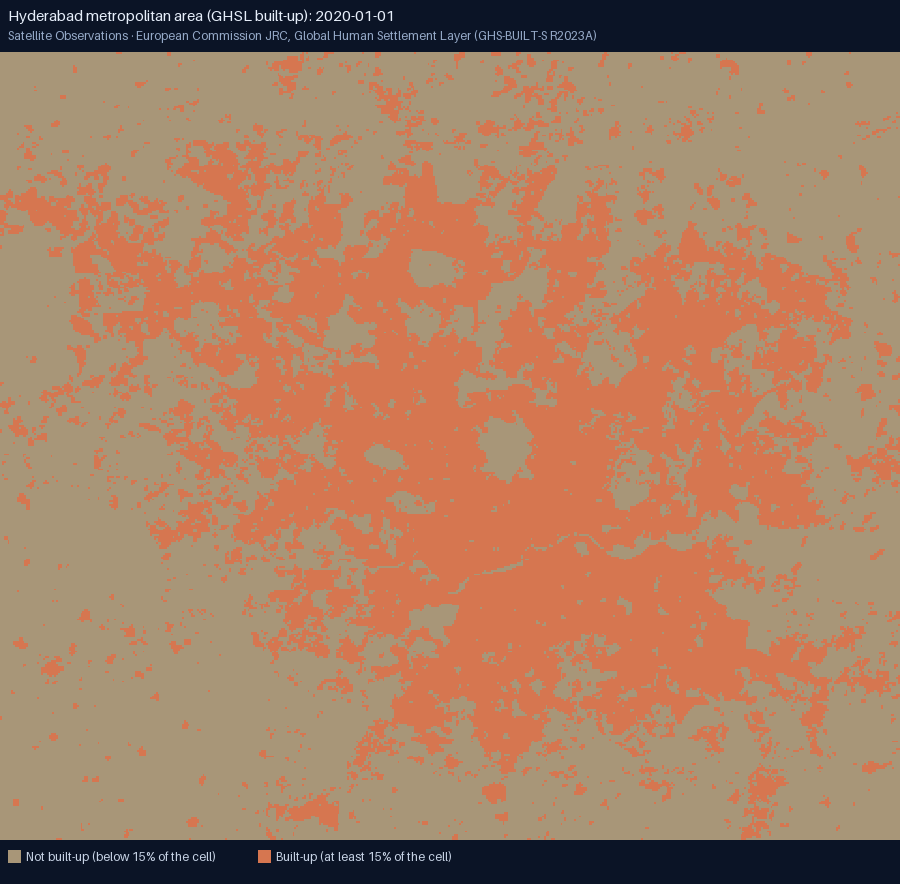 Hyderabad metropolitan area (GHSL built-up): 2020-01-01
Satellite Observations · European Commission JRC, Global Human Settlement Layer (GHS-BUILT-S R2023A)
Not built-up (below 15% of the cell)
Built-up (at least 15% of the cell)